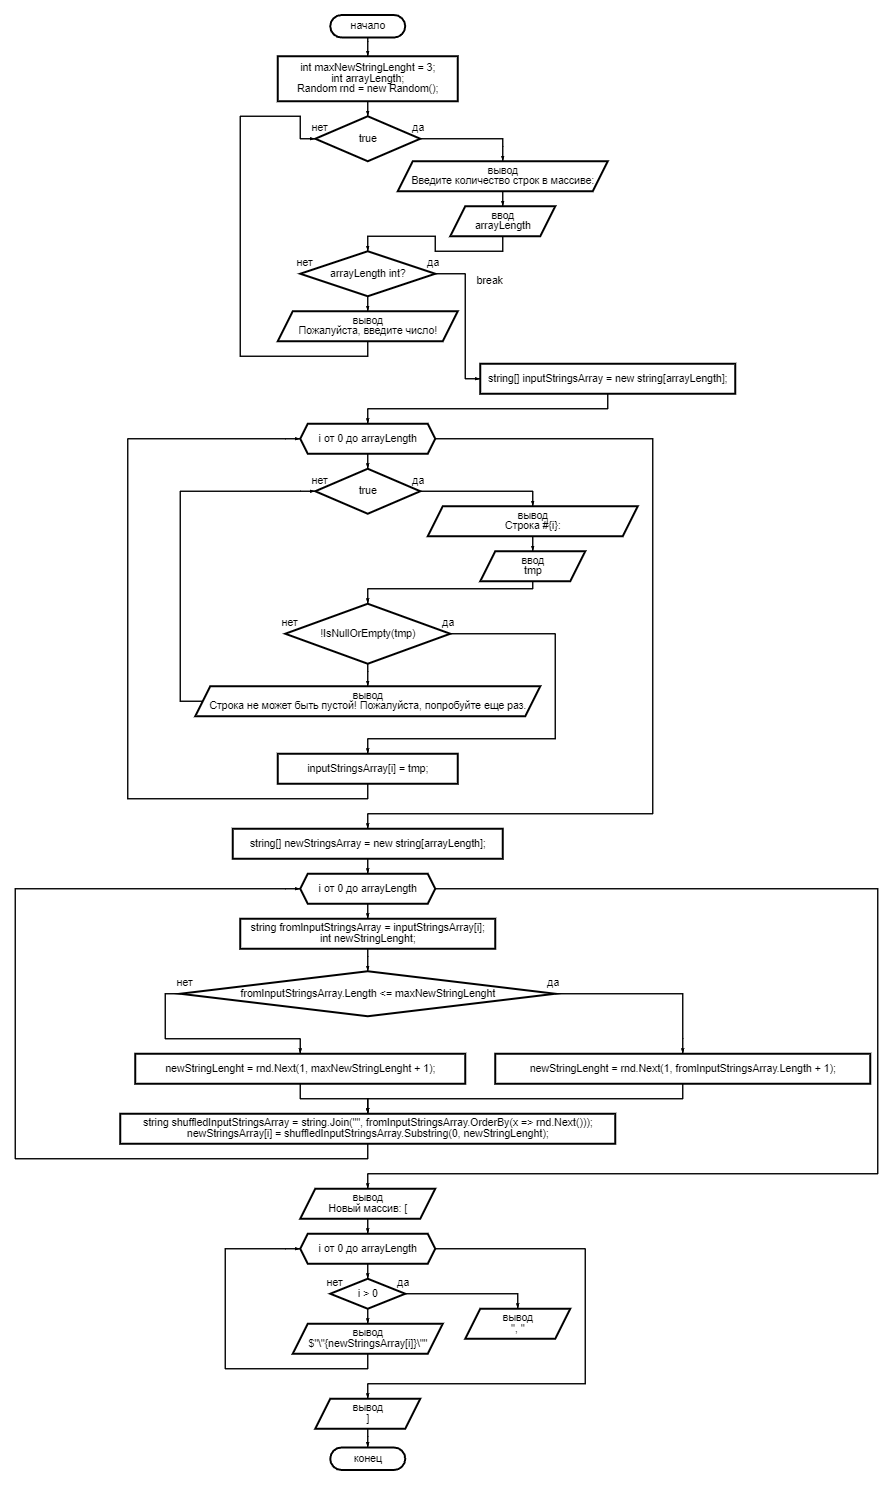 начало
int maxNewStringLenght = 3;
int arrayLength;
Random rnd = new Random();
нет
да
true
вывод
Введите количество строк в массиве:
ввод
arrayLength
нет
да
arrayLength int?
break
вывод
Пожалуйста, введите число!
string[] inputStringsArray = new string[arrayLength];
i от 0 до arrayLength
нет
да
true
вывод
Строка #{i}:
ввод
tmp
нет
да
!IsNullOrEmpty(tmp)
вывод
Строка не может быть пустой! Пожалуйста, попробуйте еще раз.
inputStringsArray[i] = tmp;
string[] newStringsArray = new string[arrayLength];
i от 0 до arrayLength
string fromInputStringsArray = inputStringsArray[i];
int newStringLenght;
нет
да
fromInputStringsArray.Length <= maxNewStringLenght
newStringLenght = rnd.Next(1, maxNewStringLenght + 1);
newStringLenght = rnd.Next(1, fromInputStringsArray.Length + 1);
string shuffledInputStringsArray = string.Join("", fromInputStringsArray.OrderBy(x => rnd.Next()));
newStringsArray[i] = shuffledInputStringsArray.Substring(0, newStringLenght);
вывод
Новый массив: [
i от 0 до arrayLength
нет
да
i > 0
вывод
", "
вывод
$"\"{newStringsArray[i]}\""
вывод
]
конец